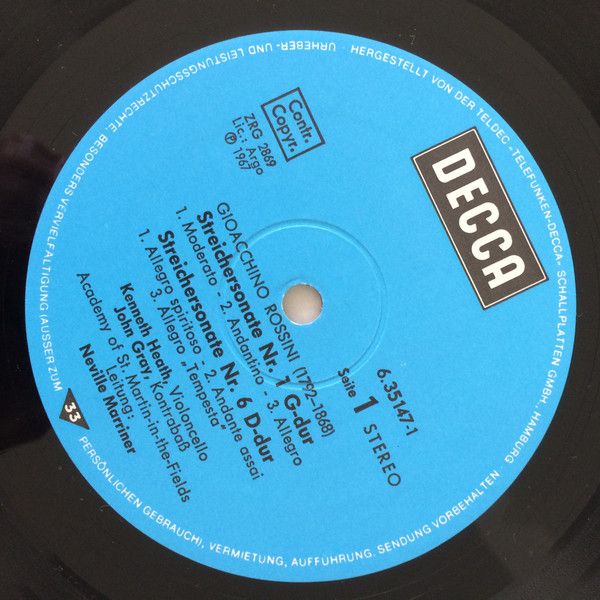 DECCA
Contr.
Copyr.
ZRG 2869
Lic.: Argo
℗ 1967
6.35147-1
Seite 1 STEREO
GIOACCHINO ROSSINI (1792-1868)
Streichersonate Nr. 1 G-dur
1. Moderato - 2. Andantino - 3. Allegro
Streichersonate Nr. 6 D-dur
1. Allegro spiritoso - 2. Andante assai
3. Allegro „Tempesta”
Kenneth Heath, Violoncello
John Gray, Kontrabaß
Academy of St. Martin-in-the-Fields
Leitung:
Neville Marriner
33
HERGESTELLT VON DER TELDEC »TELEFUNKEN-DECCA« SCHALLPLATTEN GMBH., HAMBURG
URHEBER- UND LEISTUNGSSCHUTZRECHTE, BESONDERS VERVIELFÄLTIGUNG (AUSSER ZUM
PERSÖNLICHEN GEBRAUCH), VERMIETUNG, AUFFÜHRUNG, SENDUNG VORBEHALTEN